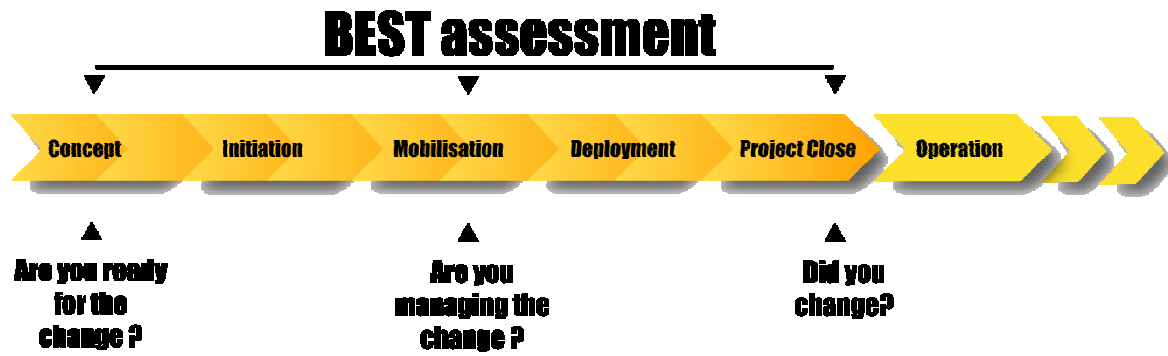 BEST assessment
Concept
Initiation
Mobilisation
Deployment
Project Close
Operation
Are you ready
for the
change ?
Are you
managing the
change ?
Did you
change?